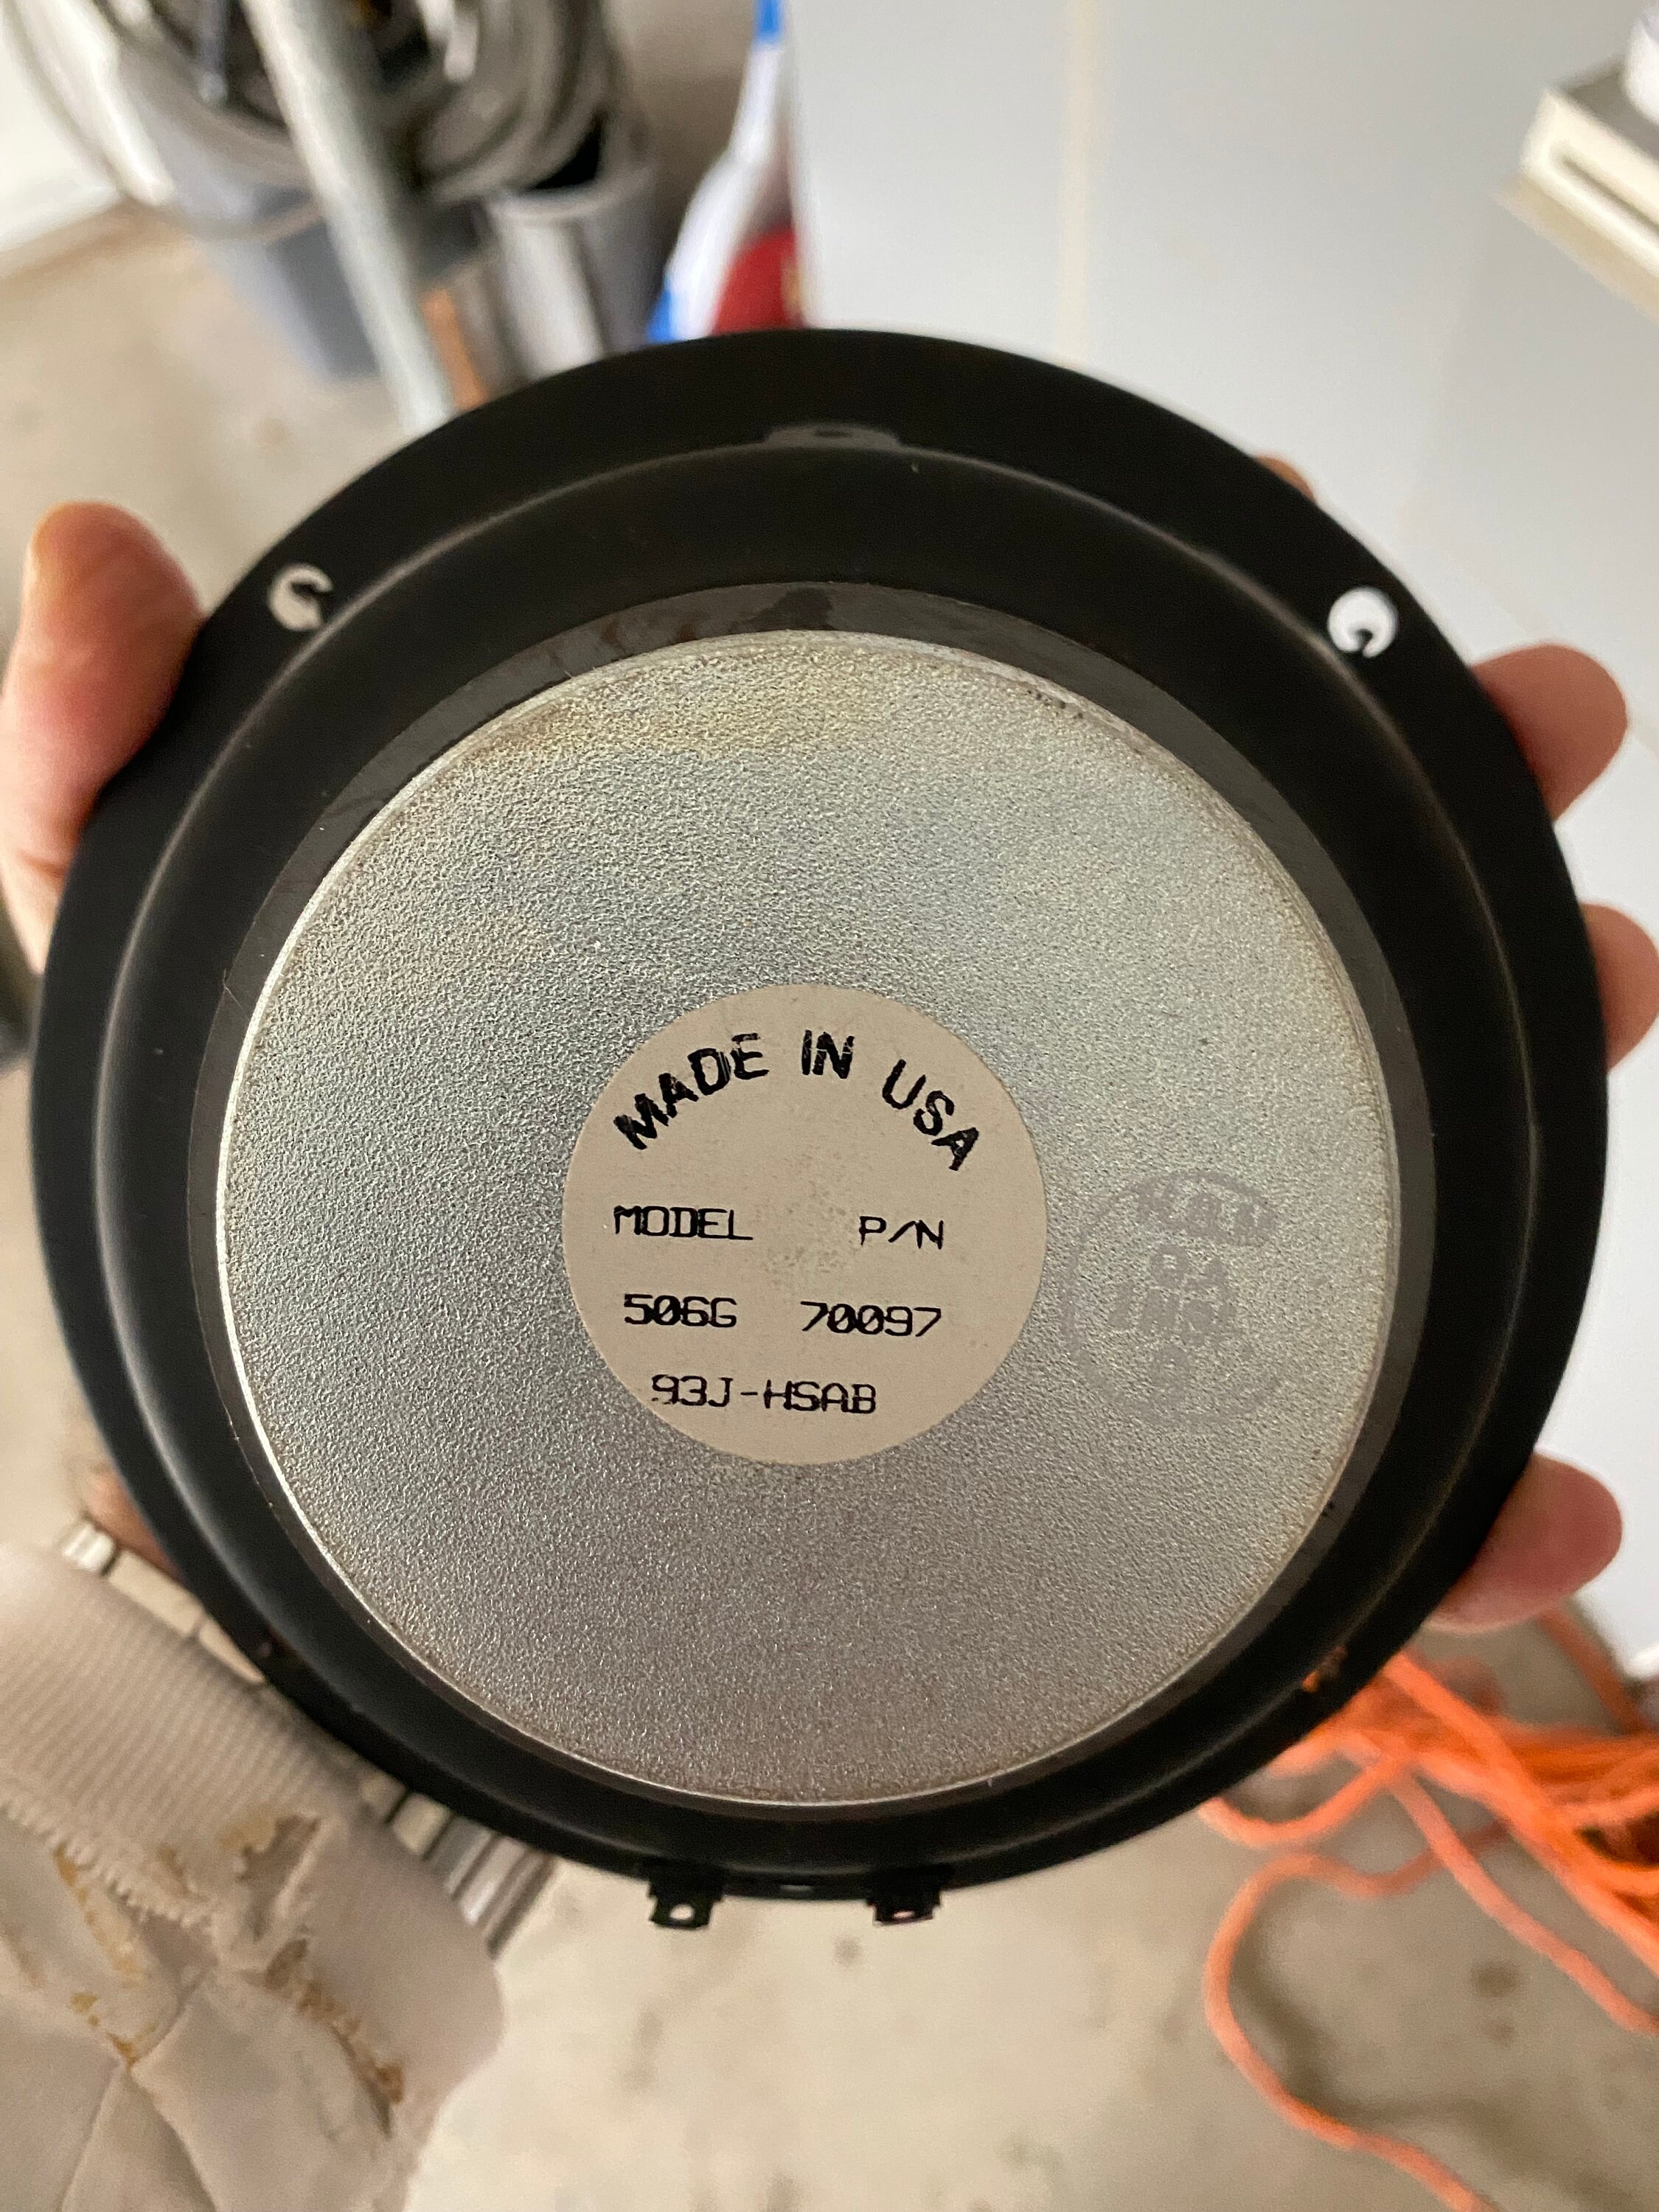 MADE IN USA
MODEL P/N
506G 70097
93J-HSAB